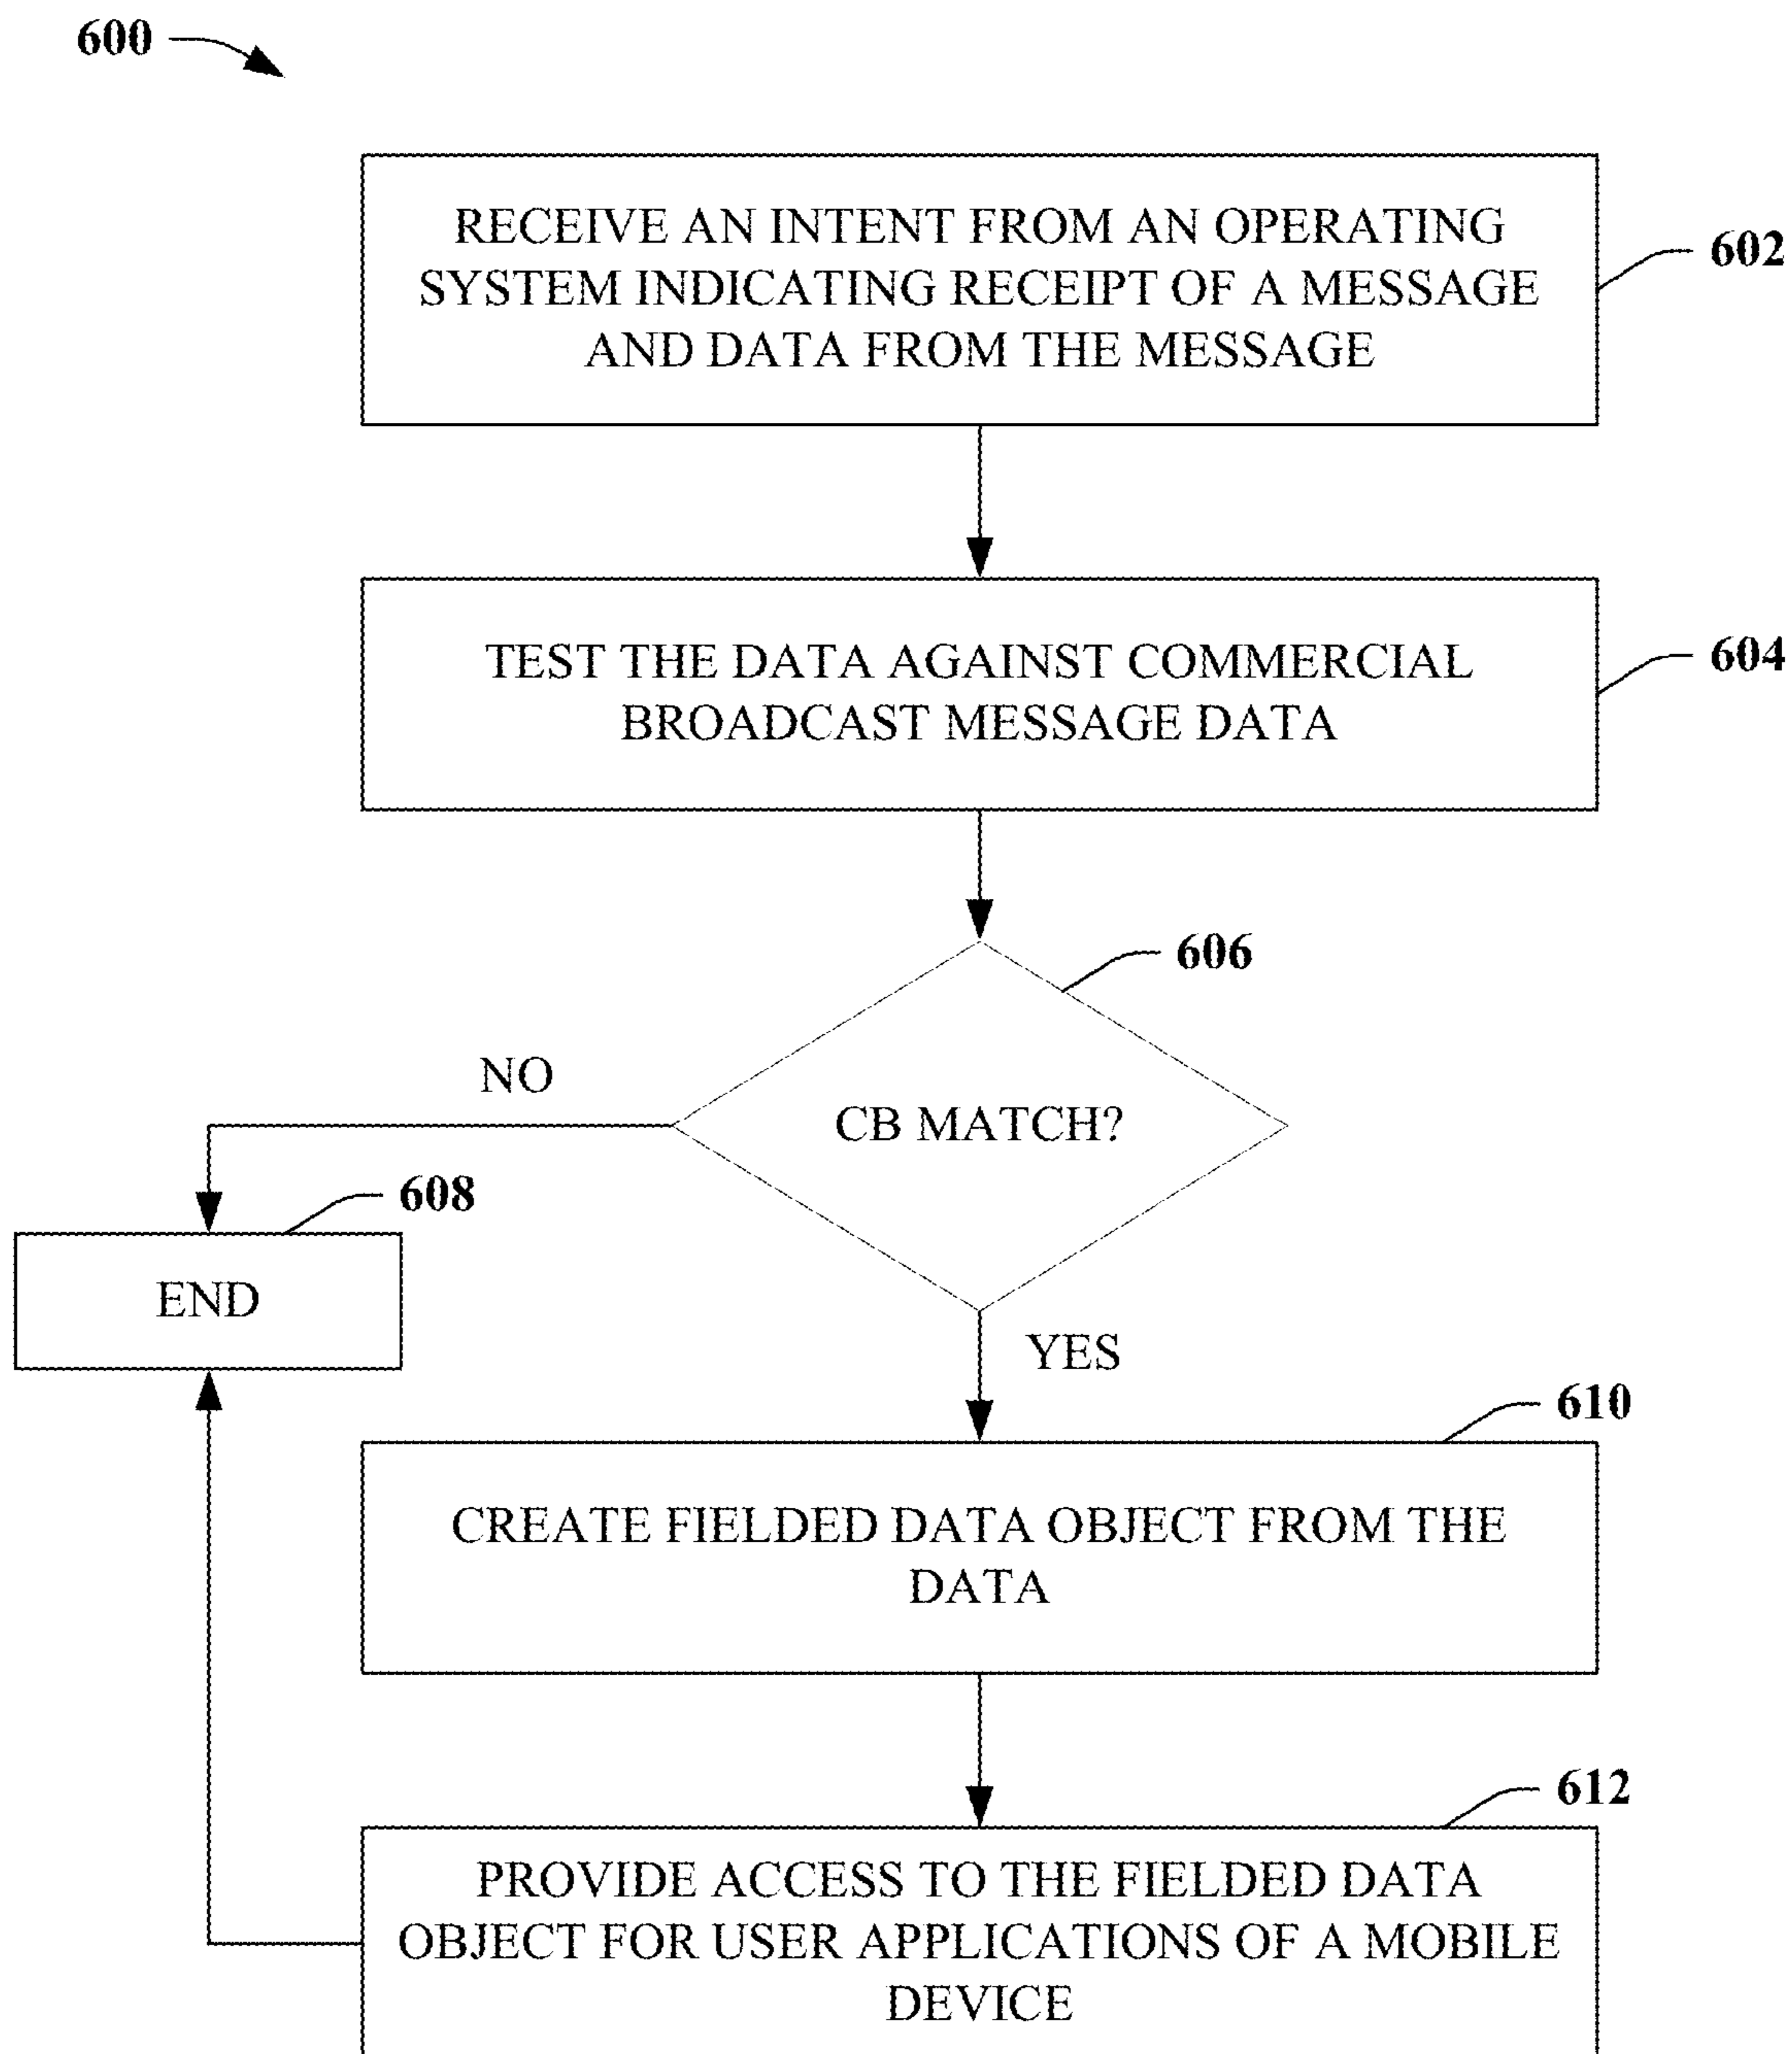 600
RECEIVE AN INTENT FROM AN OPERATING
SYSTEM INDICATING RECEIPT OF A MESSAGE
AND DATA FROM THE MESSAGE
602
TEST THE DATA AGAINST COMMERCIAL
BROADCAST MESSAGE DATA
604
606
CB MATCH?
NO
608
END
YES
610
CREATE FIELDED DATA OBJECT FROM THE
DATA
612
PROVIDE ACCESS TO THE FIELDED DATA
OBJECT FOR USER APPLICATIONS OF A MOBILE
DEVICE